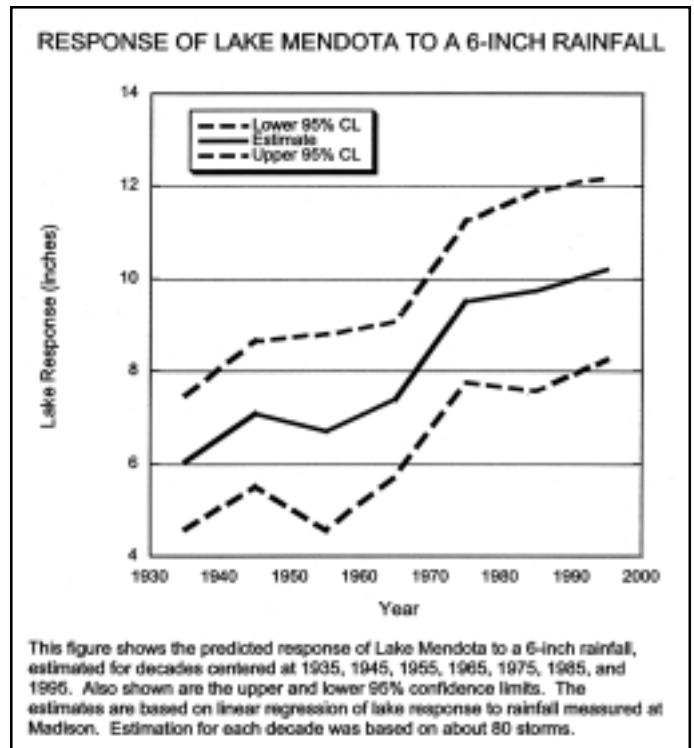 RESPONSE OF LAKE MENDOTA TO A 6-INCH RAINFALL
14
Lower 95% CL
Estimate
Upper 95% CL
12
10
8
6
4
Lake Response (Inches)
1930 1940 1950 1960 1970 1980 1990 2000
Year
This figure shows the predicted response of Lake Mendota to a 6-inch rainfall,
estimated for decades centered at 1935, 1945, 1955, 1965, 1975, 1985, and
1995. Also shown are the upper and lower 95% confidence limits. The
estimates are based on linear regression of lake response to rainfall measured at
Madison. Estimation for each decade was based on about 80 storms.